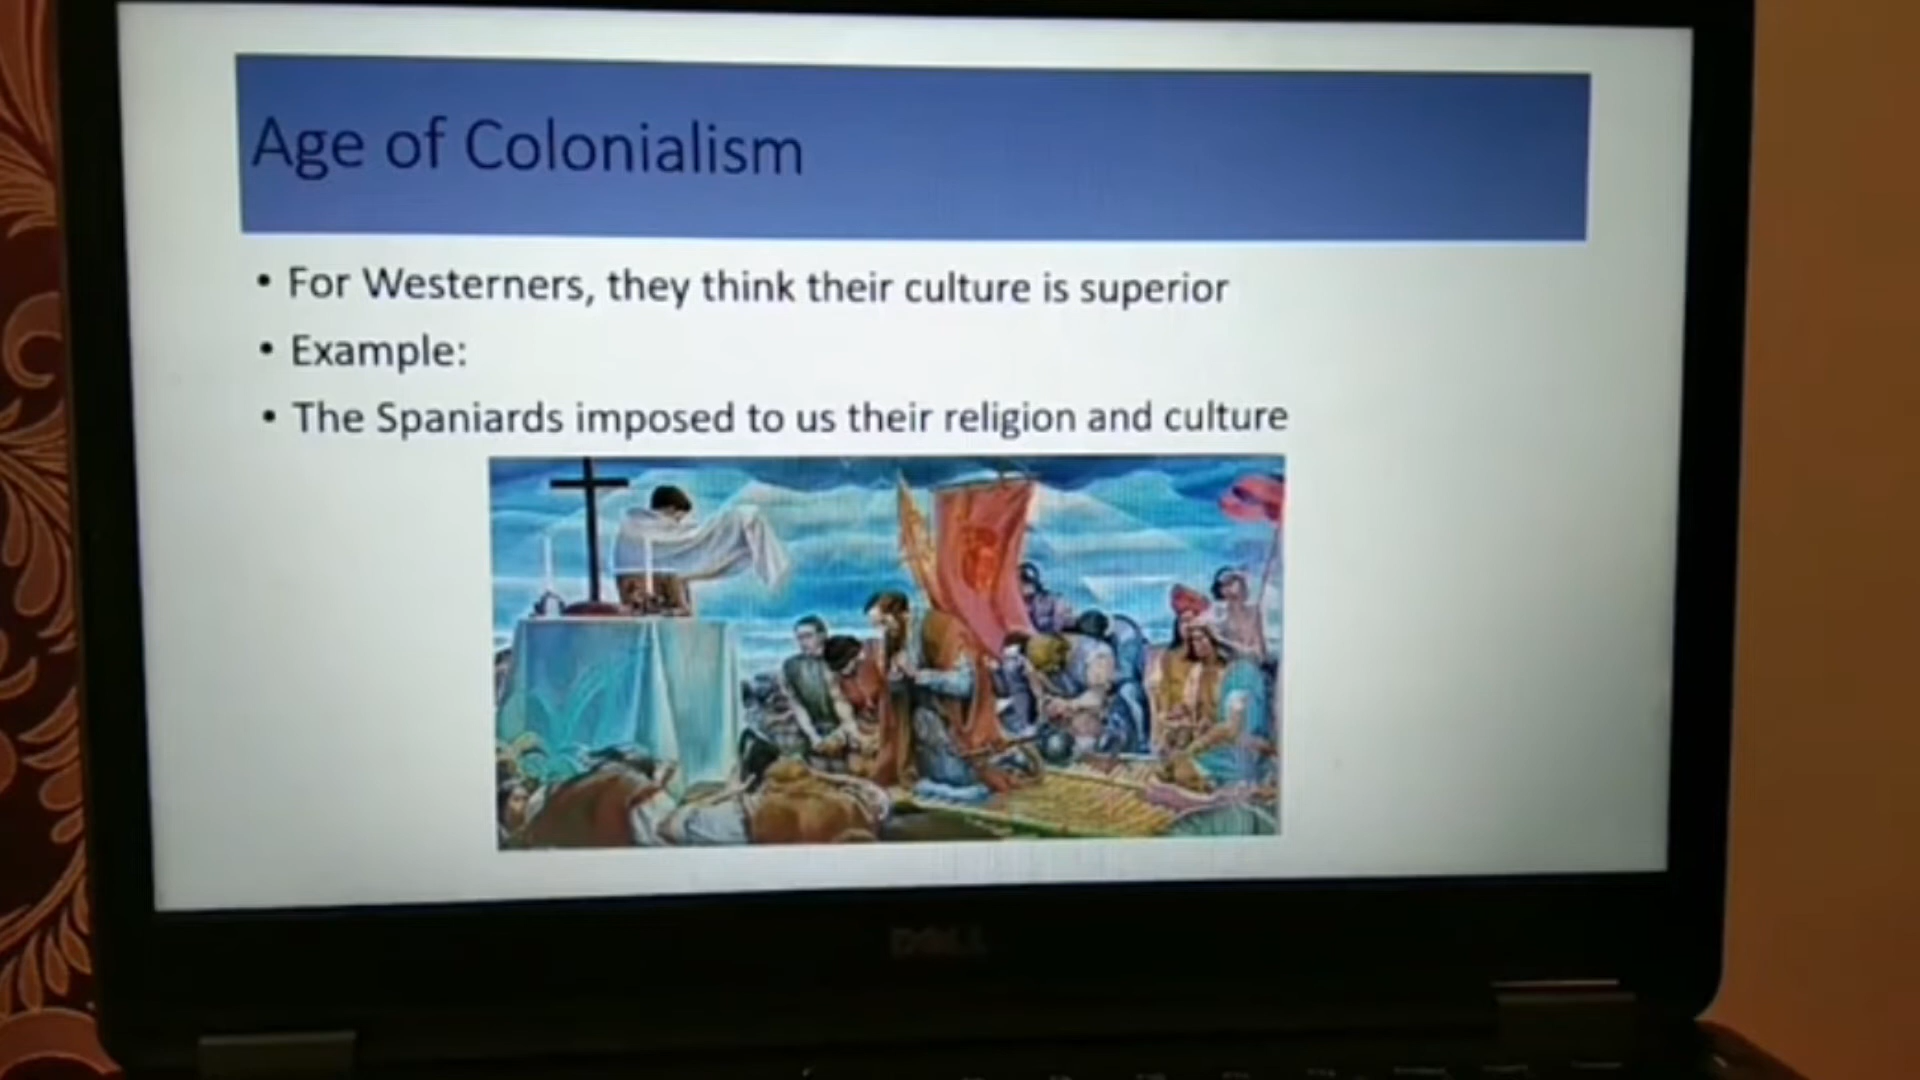 Age of Colonialism
• For Westerners, they think their culture is superior
• Example:
• The Spaniards imposed to us their religion and culture
DELL